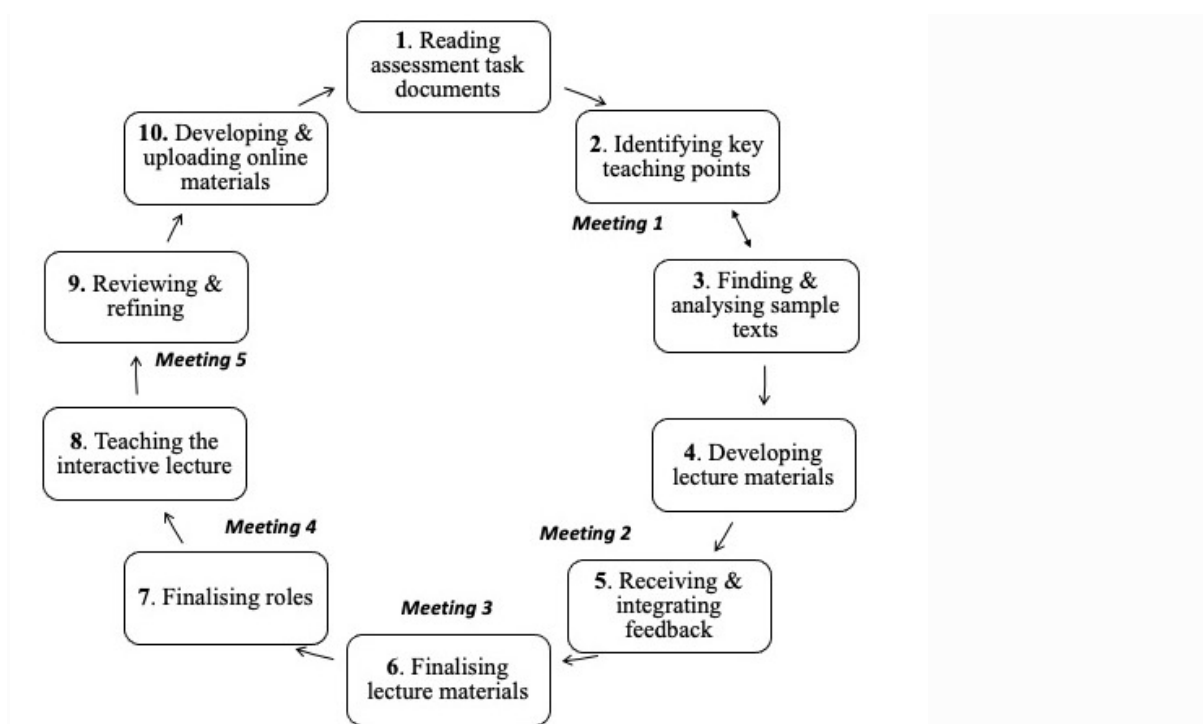 1. Reading
assessment task
documents
2. Identifying key
teaching points
Meeting 1
3. Finding &
analysing sample
texts
4. Developing
lecture materials
Meeting 2
5. Receiving &
integrating
feedback
Meeting 3
6. Finalising
lecture materials
7. Finalising roles
Meeting 4
8. Teaching the
interactive lecture
Meeting 5
9. Reviewing &
refining
10. Developing &
uploading online
materials